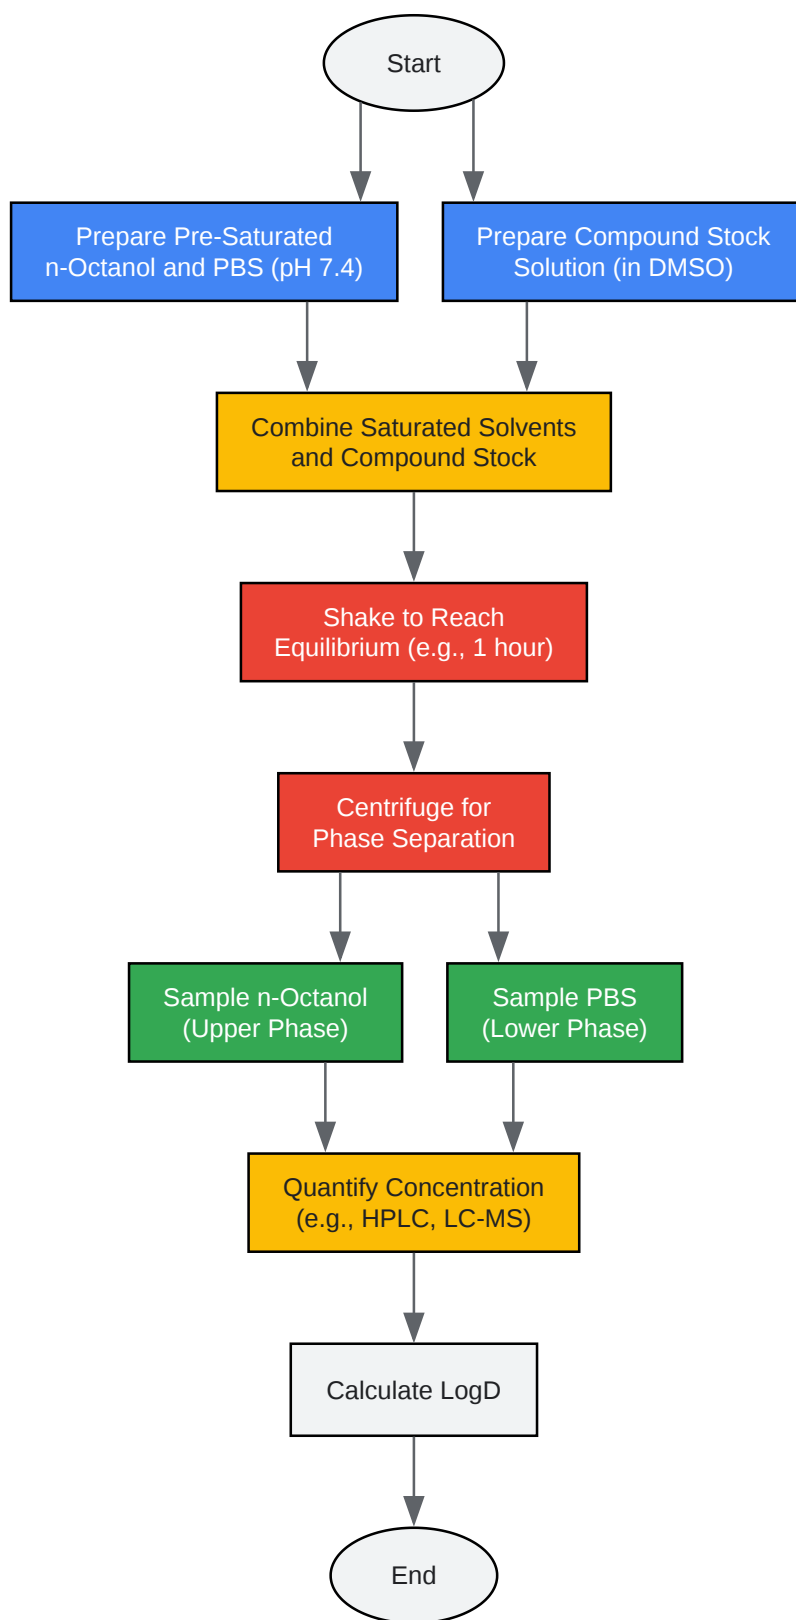 Start
Prepare Pre-Saturated
n-Octanol and PBS (pH 7.4)
Prepare Compound Stock
Solution (in DMSO)
Combine Saturated Solvents
and Compound Stock
Shake to Reach
Equilibrium (e.g., 1 hour)
Centrifuge for
Phase Separation
Sample n-Octanol
(Upper Phase)
Sample PBS
(Lower Phase)
Quantify Concentration
(e.g., HPLC, LC-MS)
Calculate LogD
End